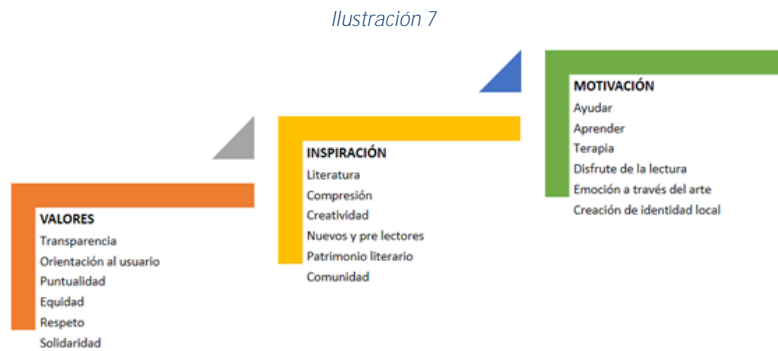 Ilustración 7
VALORES
Transparencia
Orientación al usuario
Puntualidad
Equidad
Respeto
Solidaridad
INSPIRACIÓN
Literatura
Compresión
Creatividad
Nuevos y pre lectores
Patrimonio literario
Comunidad
MOTIVACIÓN
Ayudar
Aprender
Terapia
Disfrute de la lectura
Emoción a través del arte
Creación de identidad local